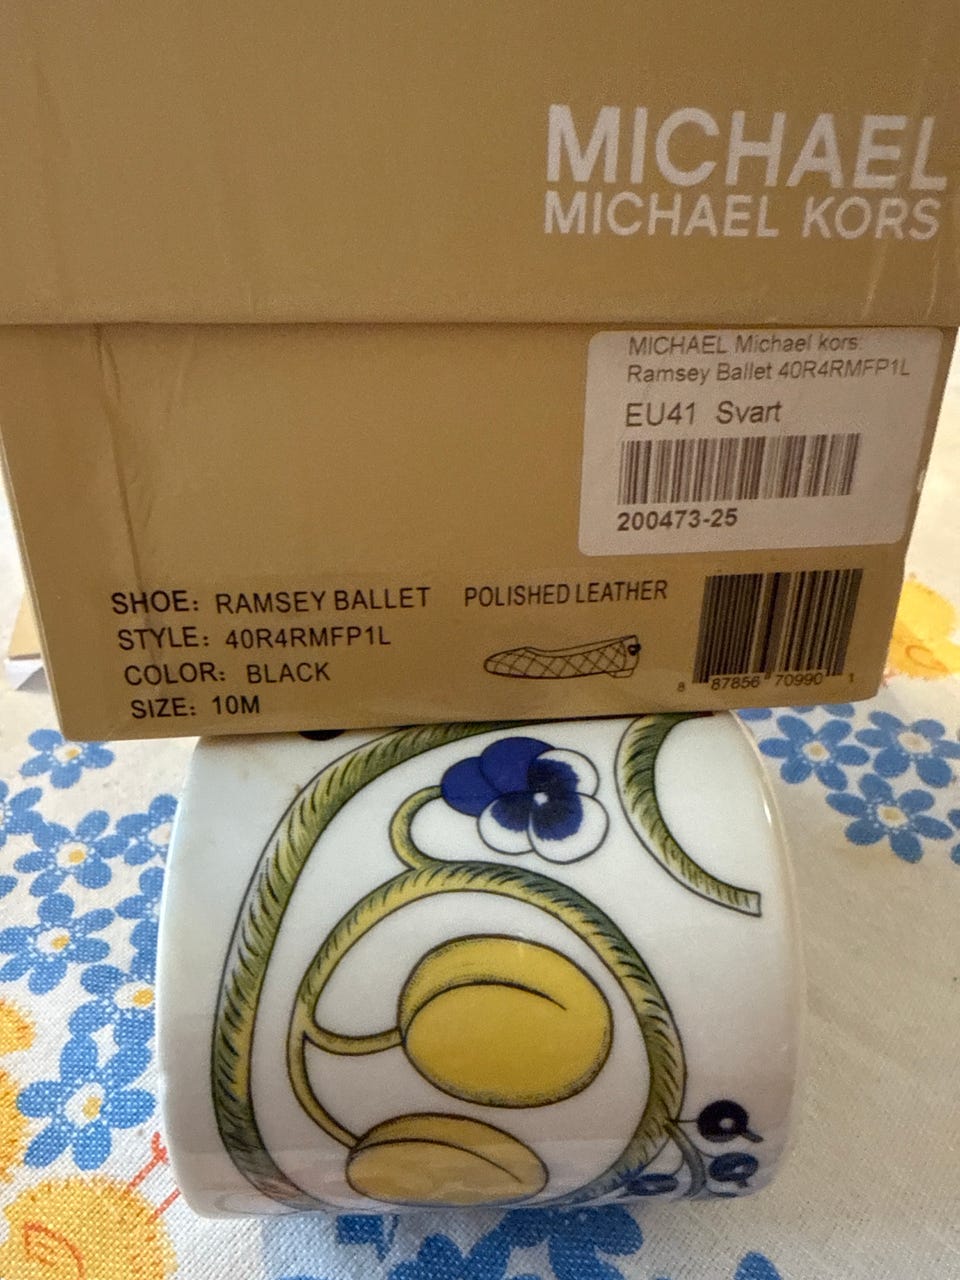 MICHAEL
MICHAEL KORS
MICHAEL Michael kors:
Ramsey Ballet 40R4RMFP1L
EU41 Svart
200473-25
SHOE: RAMSEY BALLET POLISHED LEATHER
STYLE: 40R4RMFP1L
COLOR: BLACK
SIZE: 10M
8 87856 70990 1